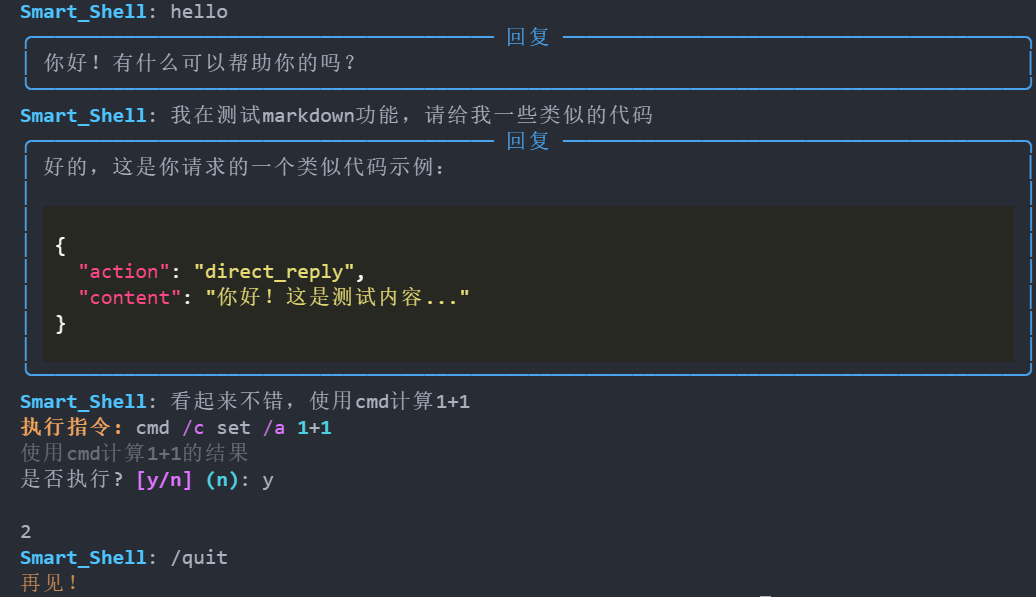 Smart_Shell: hello
回复
你好！有什么可以帮助你的吗？
Smart_Shell: 我在测试markdown功能，请给我一些类似的代码
回复
好的，这是你请求的一个类似代码示例：
{
"action": "direct_reply",
"content": "你好！这是测试内容..."
}
Smart_Shell: 看起来不错，使用cmd计算1+1
执行指令: cmd /c set /a 1+1
使用cmd计算1+1的结果
是否执行? [y/n] (n): y
2
Smart_Shell: /quit
再见！